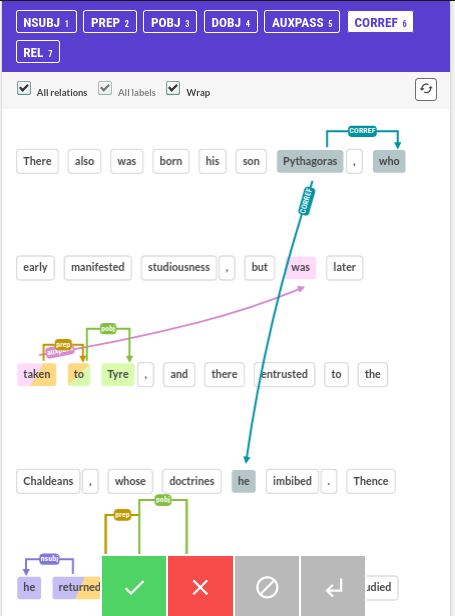 NSUBJ 1 PREP 2 POBJ 3 DOBJ 4 AUXPASS 5 CORREF 6
REL 7
All relations All labels Wrap
CORREF
There also was born his son Pythagoras , who
CORREF
early manifested studiousness , but was later
pobj
prep
taken to Tyre , and there entrusted to the
Chaldeans , whose doctrines he imbibed . Thence
pobj
prep
nsubj
he returned udied